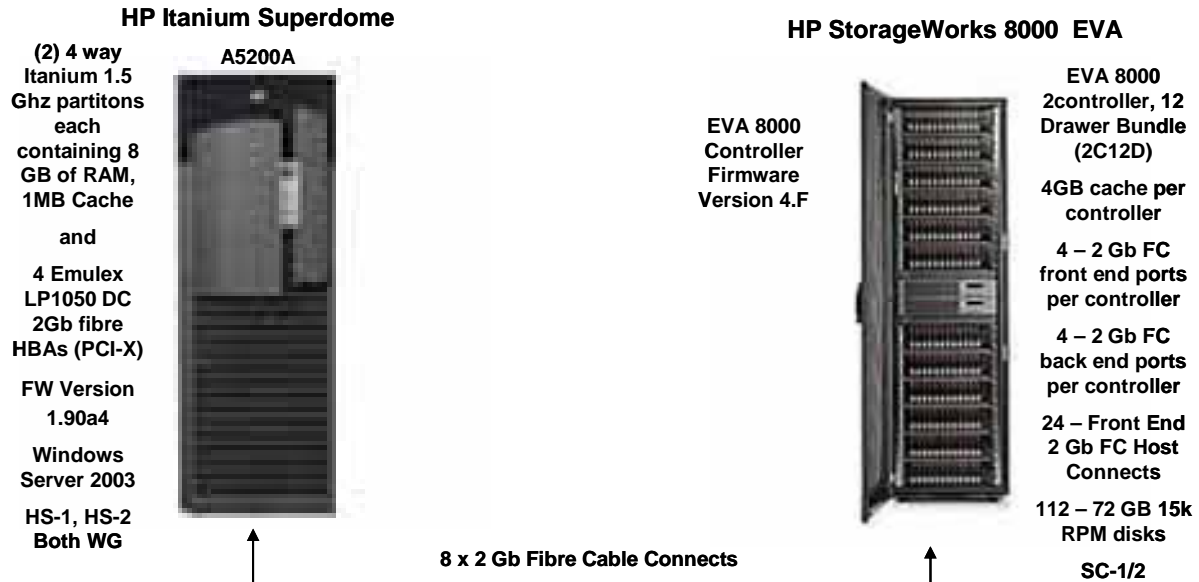 HP Itanium Superdome
(2) 4 way
Itanium 1.5
Ghz partitons
each
containing 8
GB of RAM,
1MB Cache
and
4 Emulex
LP1050 DC
2Gb fibre
HBAs (PCI-X)
FW Version
1.90a4
Windows
Server 2003
HS-1, HS-2
Both WG
A5200A
8 x 2 Gb Fibre Cable Connects
HP StorageWorks 8000 EVA
EVA 8000
Controller
Firmware
Version 4.F
EVA 8000
2controller, 12
Drawer Bundle
(2C12D)
4GB cache per
controller
4 – 2 Gb FC
front end ports
per controller
4 – 2 Gb FC
back end ports
per controller
24 – Front End
2 Gb FC Host
Connects
112 – 72 GB 15k
RPM disks
SC-1/2